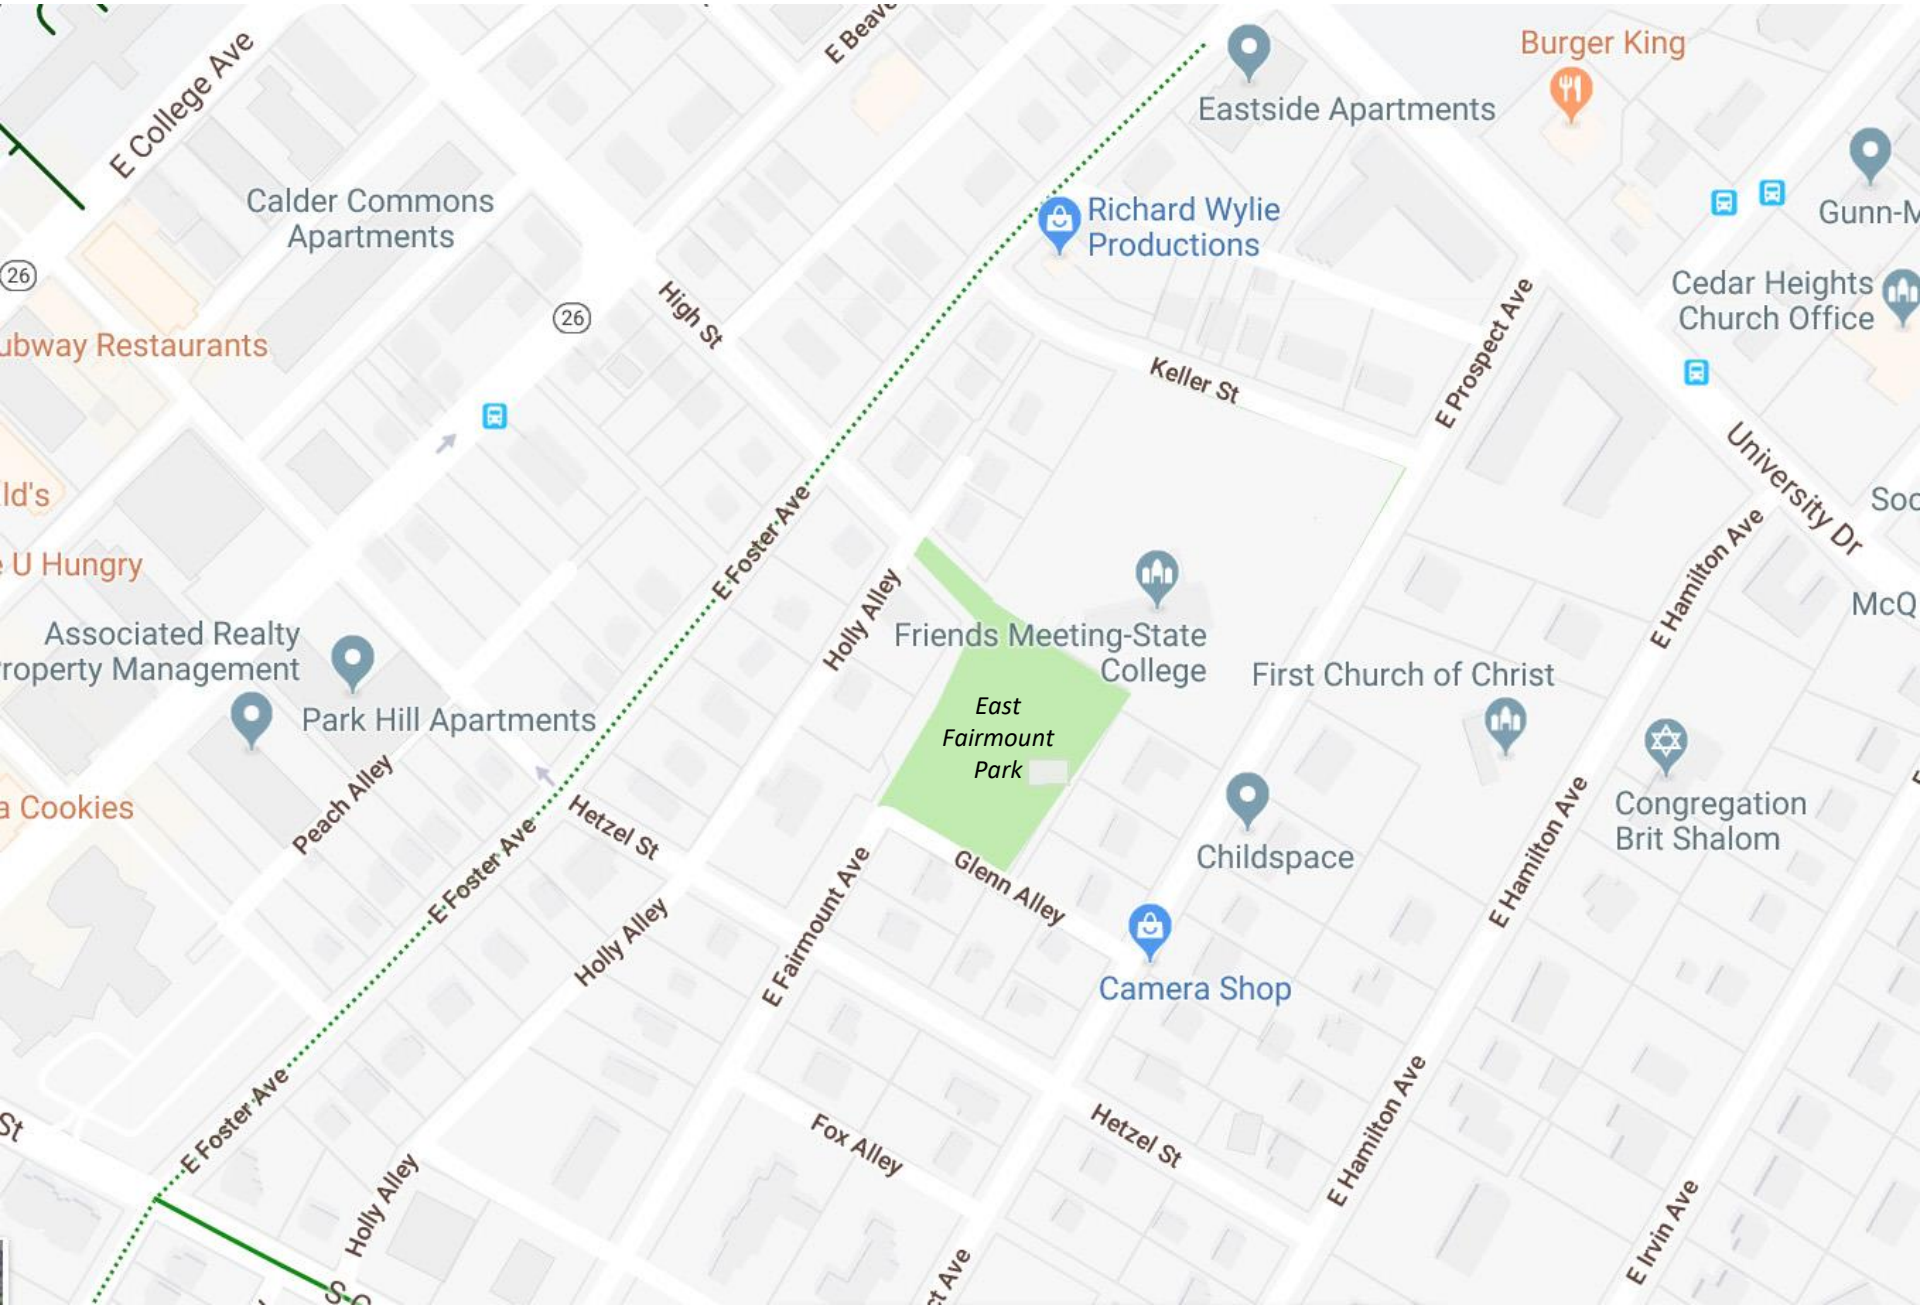 E College Ave
E Beave
Burger King
Eastside Apartments
Calder Commons
Apartments
Richard Wylie
Productions
Gunn-M
26
Cedar Heights
Church Office
High St
26
E Prospect Ave
ubway Restaurants
Keller St
University Dr
ld's
Soc
E Foster Ave
U Hungry
Holly Alley
E Hamilton Ave
McQ
Associated Realty
roperty Management
Friends Meeting-State
College
First Church of Christ
Park Hill Apartments
East
Fairmount
Park
Peach Alley
a Cookies
Hetzel St
Congregation
Brit Shalom
Childspace
E Foster Ave
Glenn Alley
E Hamilton Ave
Holly Alley
E Fairmount Ave
Camera Shop
E Foster Ave
St
Fox Alley
Hetzel St
E Hamilton Ave
Holly Alley
E Irvin Ave
ct Ave